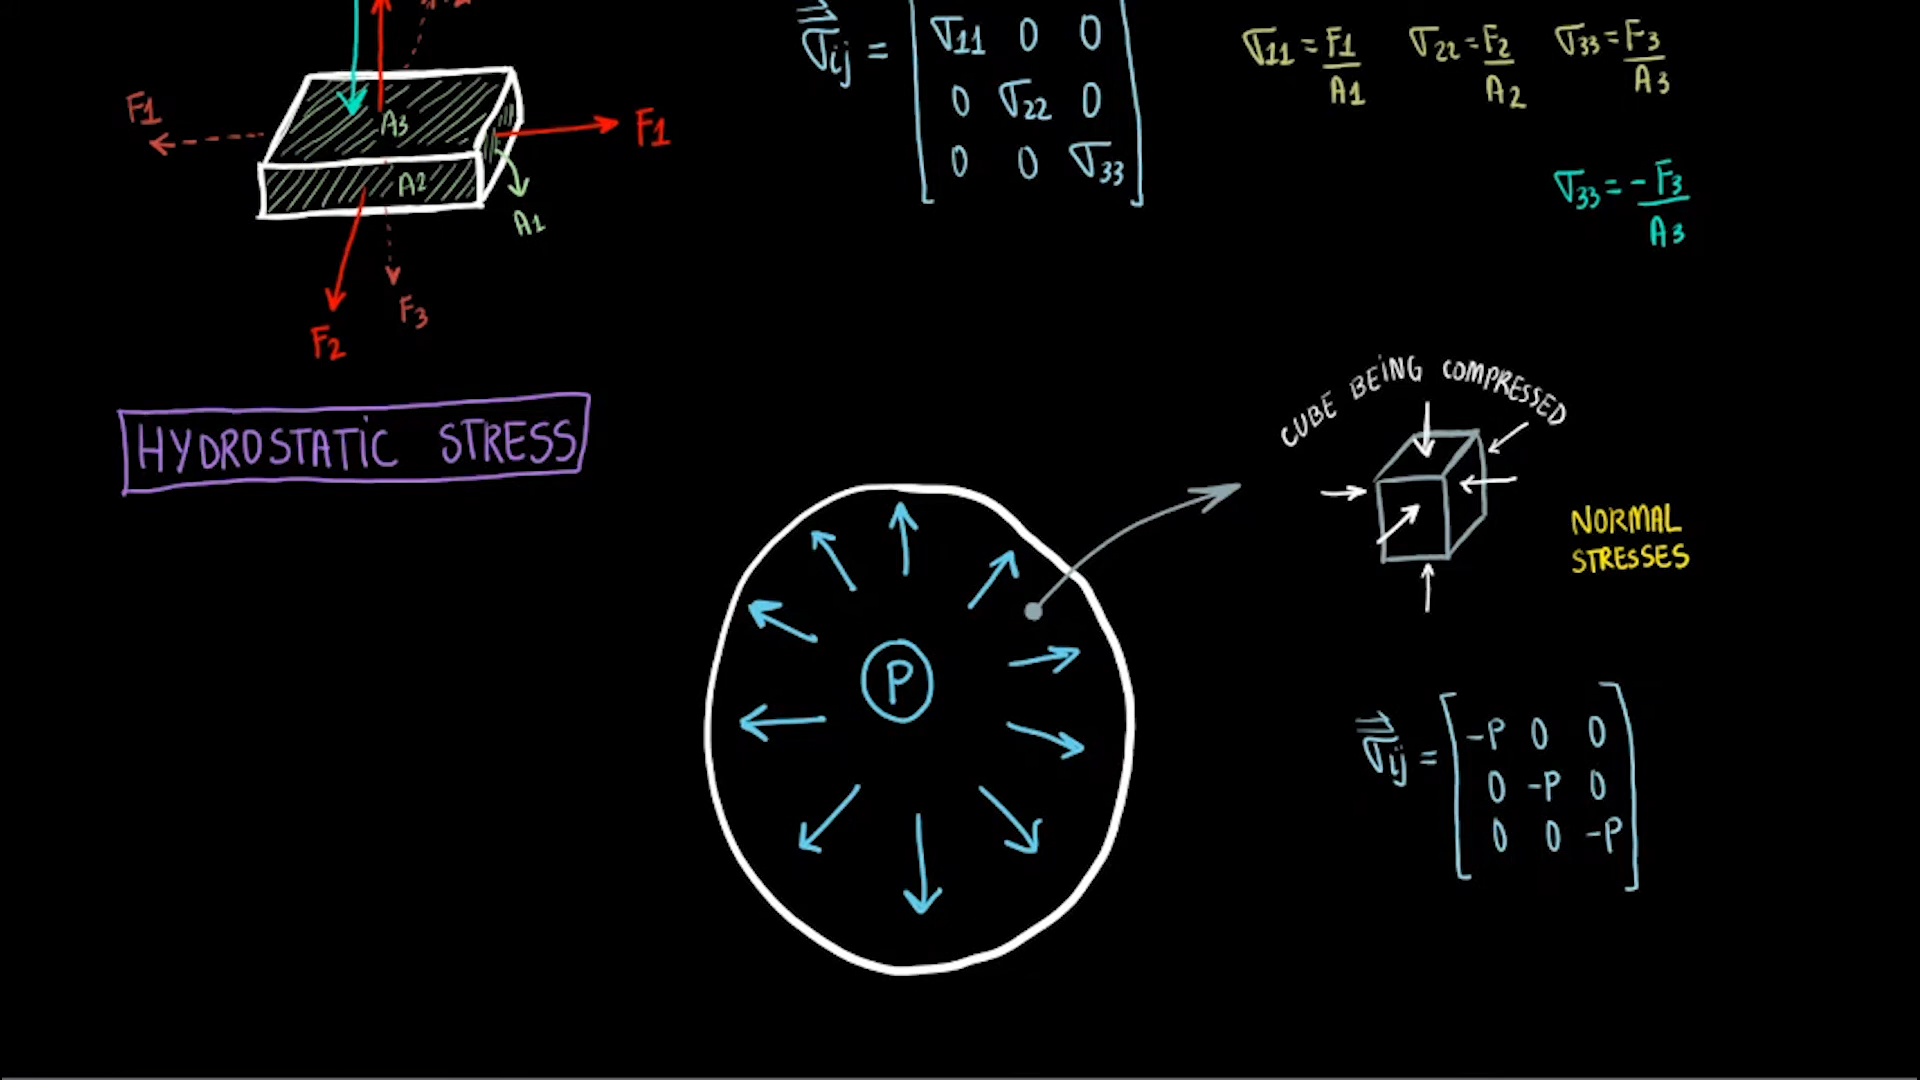 F1
A3
A2
F1
A1
F2
F3
σij = [σ11 0 0
0 σ22 0
0 0 σ33]
σ11 = F1/A1 σ22 = F2/A2 σ33 = F3/A3
σ33 = -F3/A3
HYDROSTATIC STRESS
P
CUBE BEING COMPRESSED
NORMAL
STRESSES
σij = [-P 0 0
0 -P 0
0 0 -P]